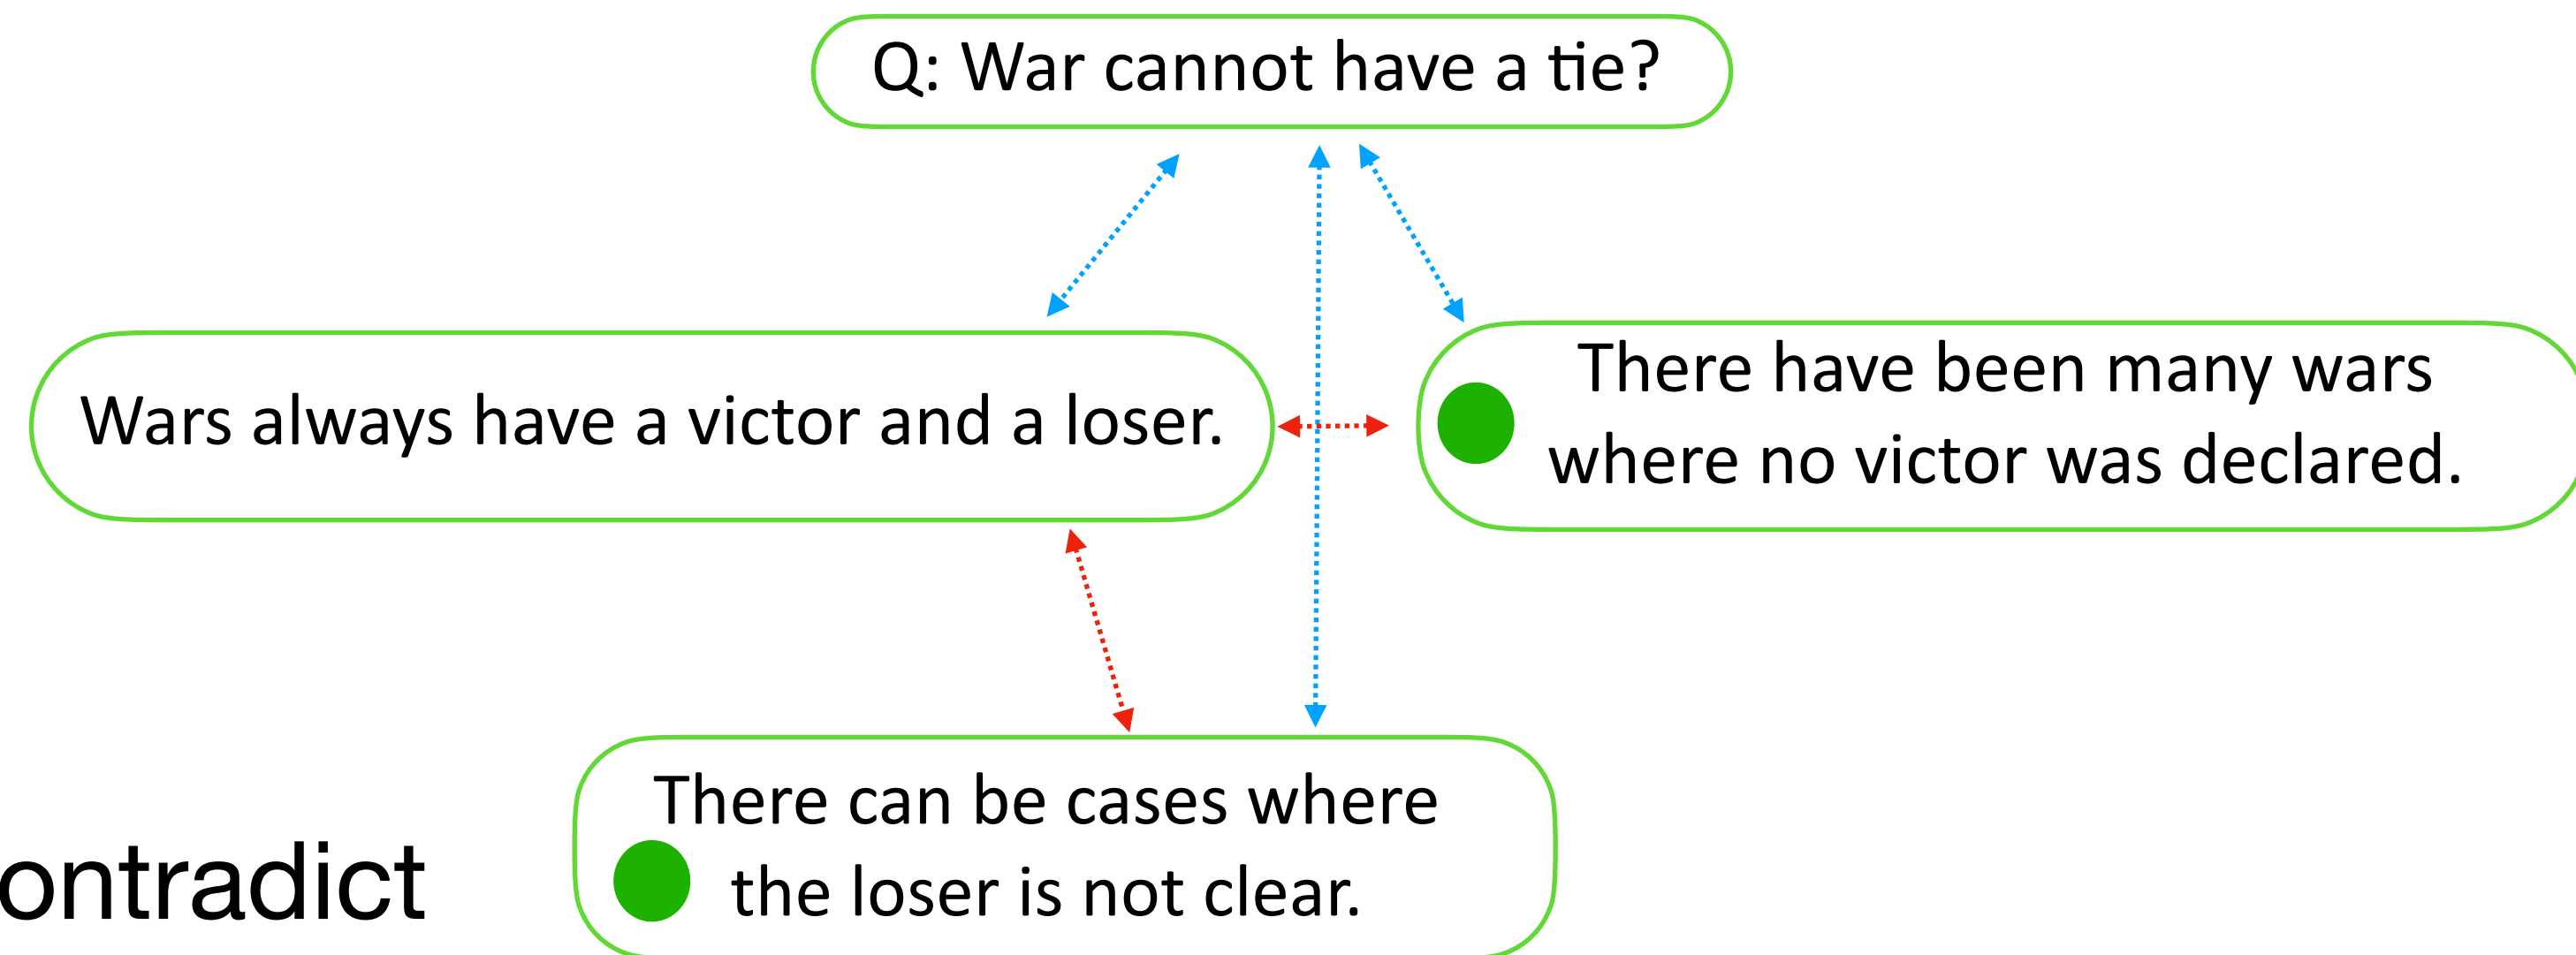 Q: War cannot have a tie?
Wars always have a victor and a loser.
There have been many wars
where no victor was declared.
There can be cases where
the loser is not clear.
ontradict